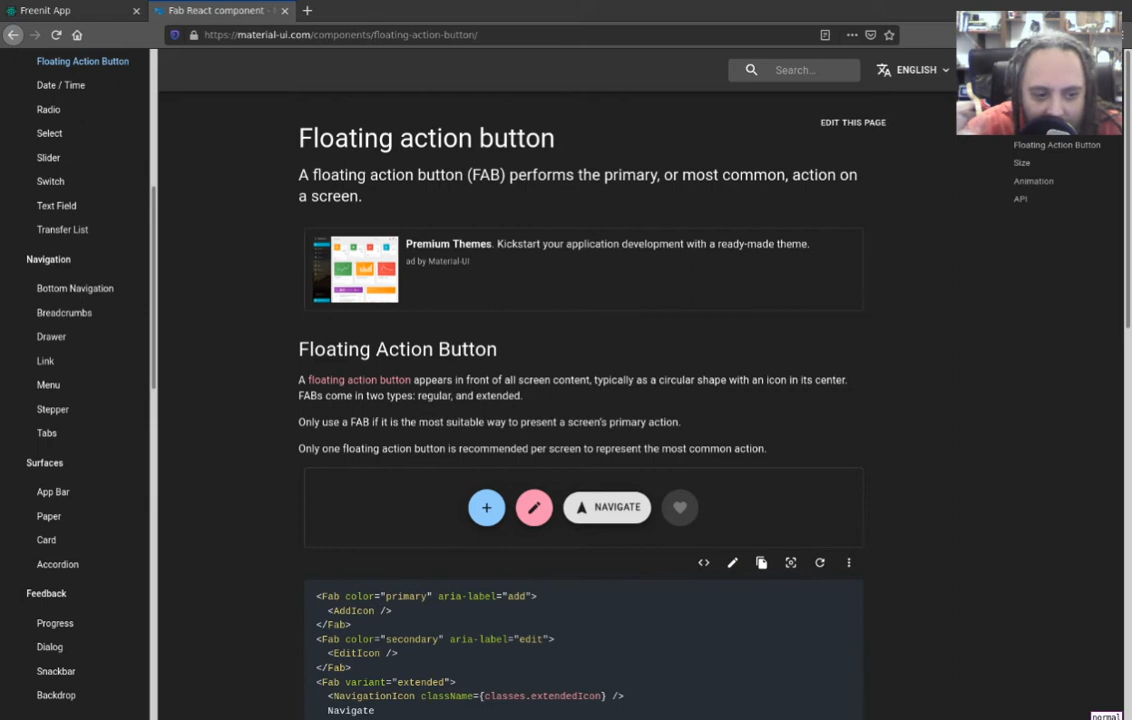 Freenit App
Fab React component -
https://material-ui.com/components/floating-action-button/
Floating Action Button
Date / Time
Radio
Select
Slider
Switch
Text Field
Transfer List
Navigation
Bottom Navigation
Breadcrumbs
Drawer
Link
Menu
Stepper
Tabs
Surfaces
App Bar
Paper
Card
Accordion
Feedback
Progress
Dialog
Snackbar
Backdrop
Search…
ENGLISH
EDIT THIS PAGE
Floating action button
A floating action button (FAB) performs the primary, or most common, action on
a screen.
Premium Themes. Kickstart your application development with a ready-made theme.
ad by Material-UI
Floating Action Button
A floating action button appears in front of all screen content, typically as a circular shape with an icon in its center.
FABs come in two types: regular, and extended.
Only use a FAB if it is the most suitable way to present a screen's primary action.
Only one floating action button is recommended per screen to represent the most common action.
NAVIGATE
<Fab color="primary" aria-label="add">
<AddIcon />
</Fab>
<Fab color="secondary" aria-label="edit">
<EditIcon />
</Fab>
<Fab variant="extended">
<NavigationIcon className={classes.extendedIcon} />
Navigate
Floating Action Button
Size
Animation
API
normal